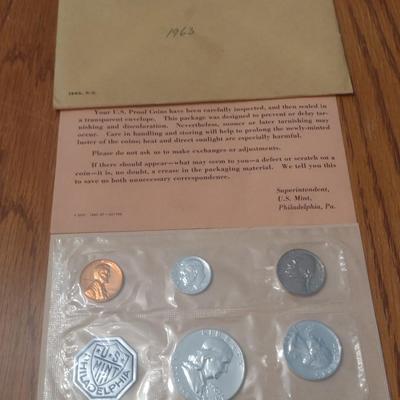 1963
Your U.S. Proof Coins have been carefully inspected, and then sealed in
a transparent envelope. This package was designed to prevent or delay tar-
nishing and discoloration. Nevertheless, sooner or later tarnishing may
occur. Care in handling and storing will help to prolong the newly-minted
luster of the coins; heat and direct sunlight are especially harmful.
Please do not ask us to make exchanges or adjustments.
If there should appear—what may seem to you—a defect or scratch on a
coin—it is, no doubt, a crease in the packaging material. We tell you this
to save us both unnecessary correspondence.
Superintendent,
U.S. Mint,
Philadelphia, Pa.
U·S·
MINT
PHILADELPHIA